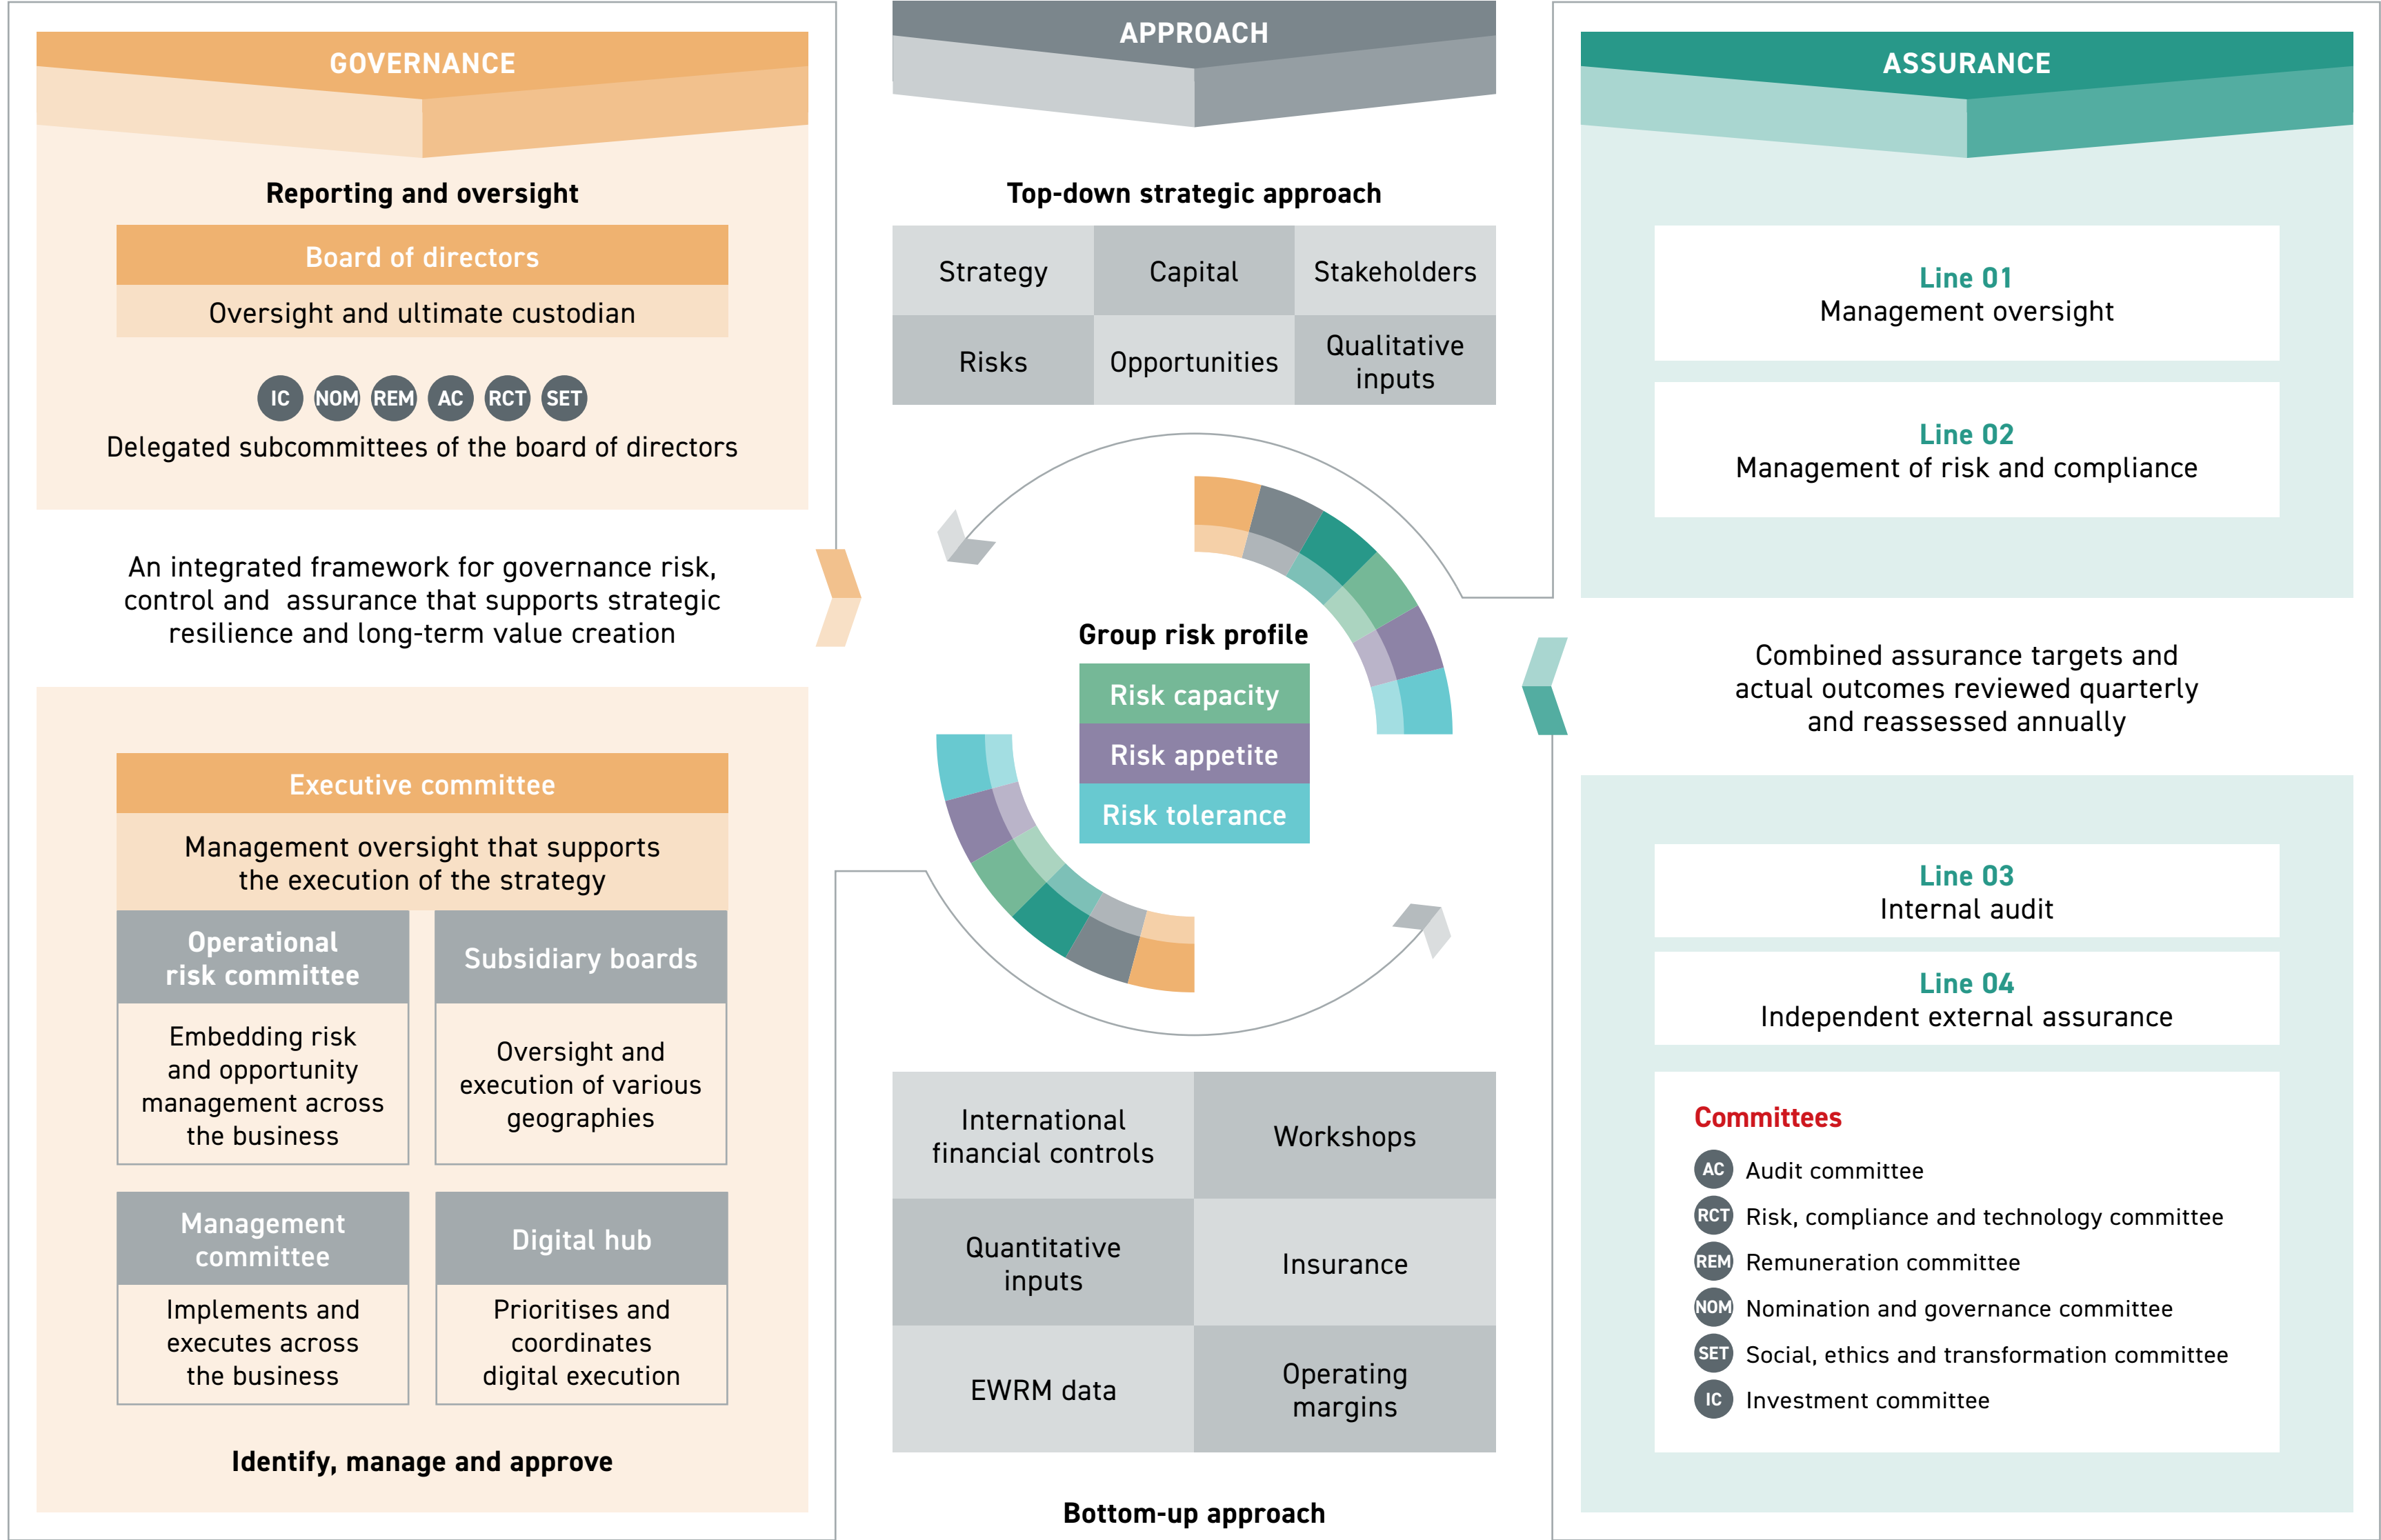 GOVERNANCE
Reporting and oversight
Board of directors
Oversight and ultimate custodian
IC NOM REM AC RCT SET
Delegated subcommittees of the board of directors
An integrated framework for governance risk,
control and assurance that supports strategic
resilience and long-term value creation
Executive committee
Management oversight that supports
the execution of the strategy
Operational
risk committee
Embedding risk
and opportunity
management across
the business
Subsidiary boards
Oversight and
execution of various
geographies
Management
committee
Implements and
executes across
the business
Digital hub
Prioritises and
coordinates
digital execution
Identify, manage and approve
APPROACH
Top-down strategic approach
Strategy
Capital
Stakeholders
Risks
Opportunities
Qualitative
inputs
Group risk profile
Risk capacity
Risk appetite
Risk tolerance
International
financial controls
Workshops
Quantitative
inputs
Insurance
EWRM data
Operating
margins
Bottom-up approach
ASSURANCE
Line 01
Management oversight
Line 02
Management of risk and compliance
Combined assurance targets and
actual outcomes reviewed quarterly
and reassessed annually
Line 03
Internal audit
Line 04
Independent external assurance
Committees
AC Audit committee
RCT Risk, compliance and technology committee
REM Remuneration committee
NOM Nomination and governance committee
SET Social, ethics and transformation committee
IC Investment committee